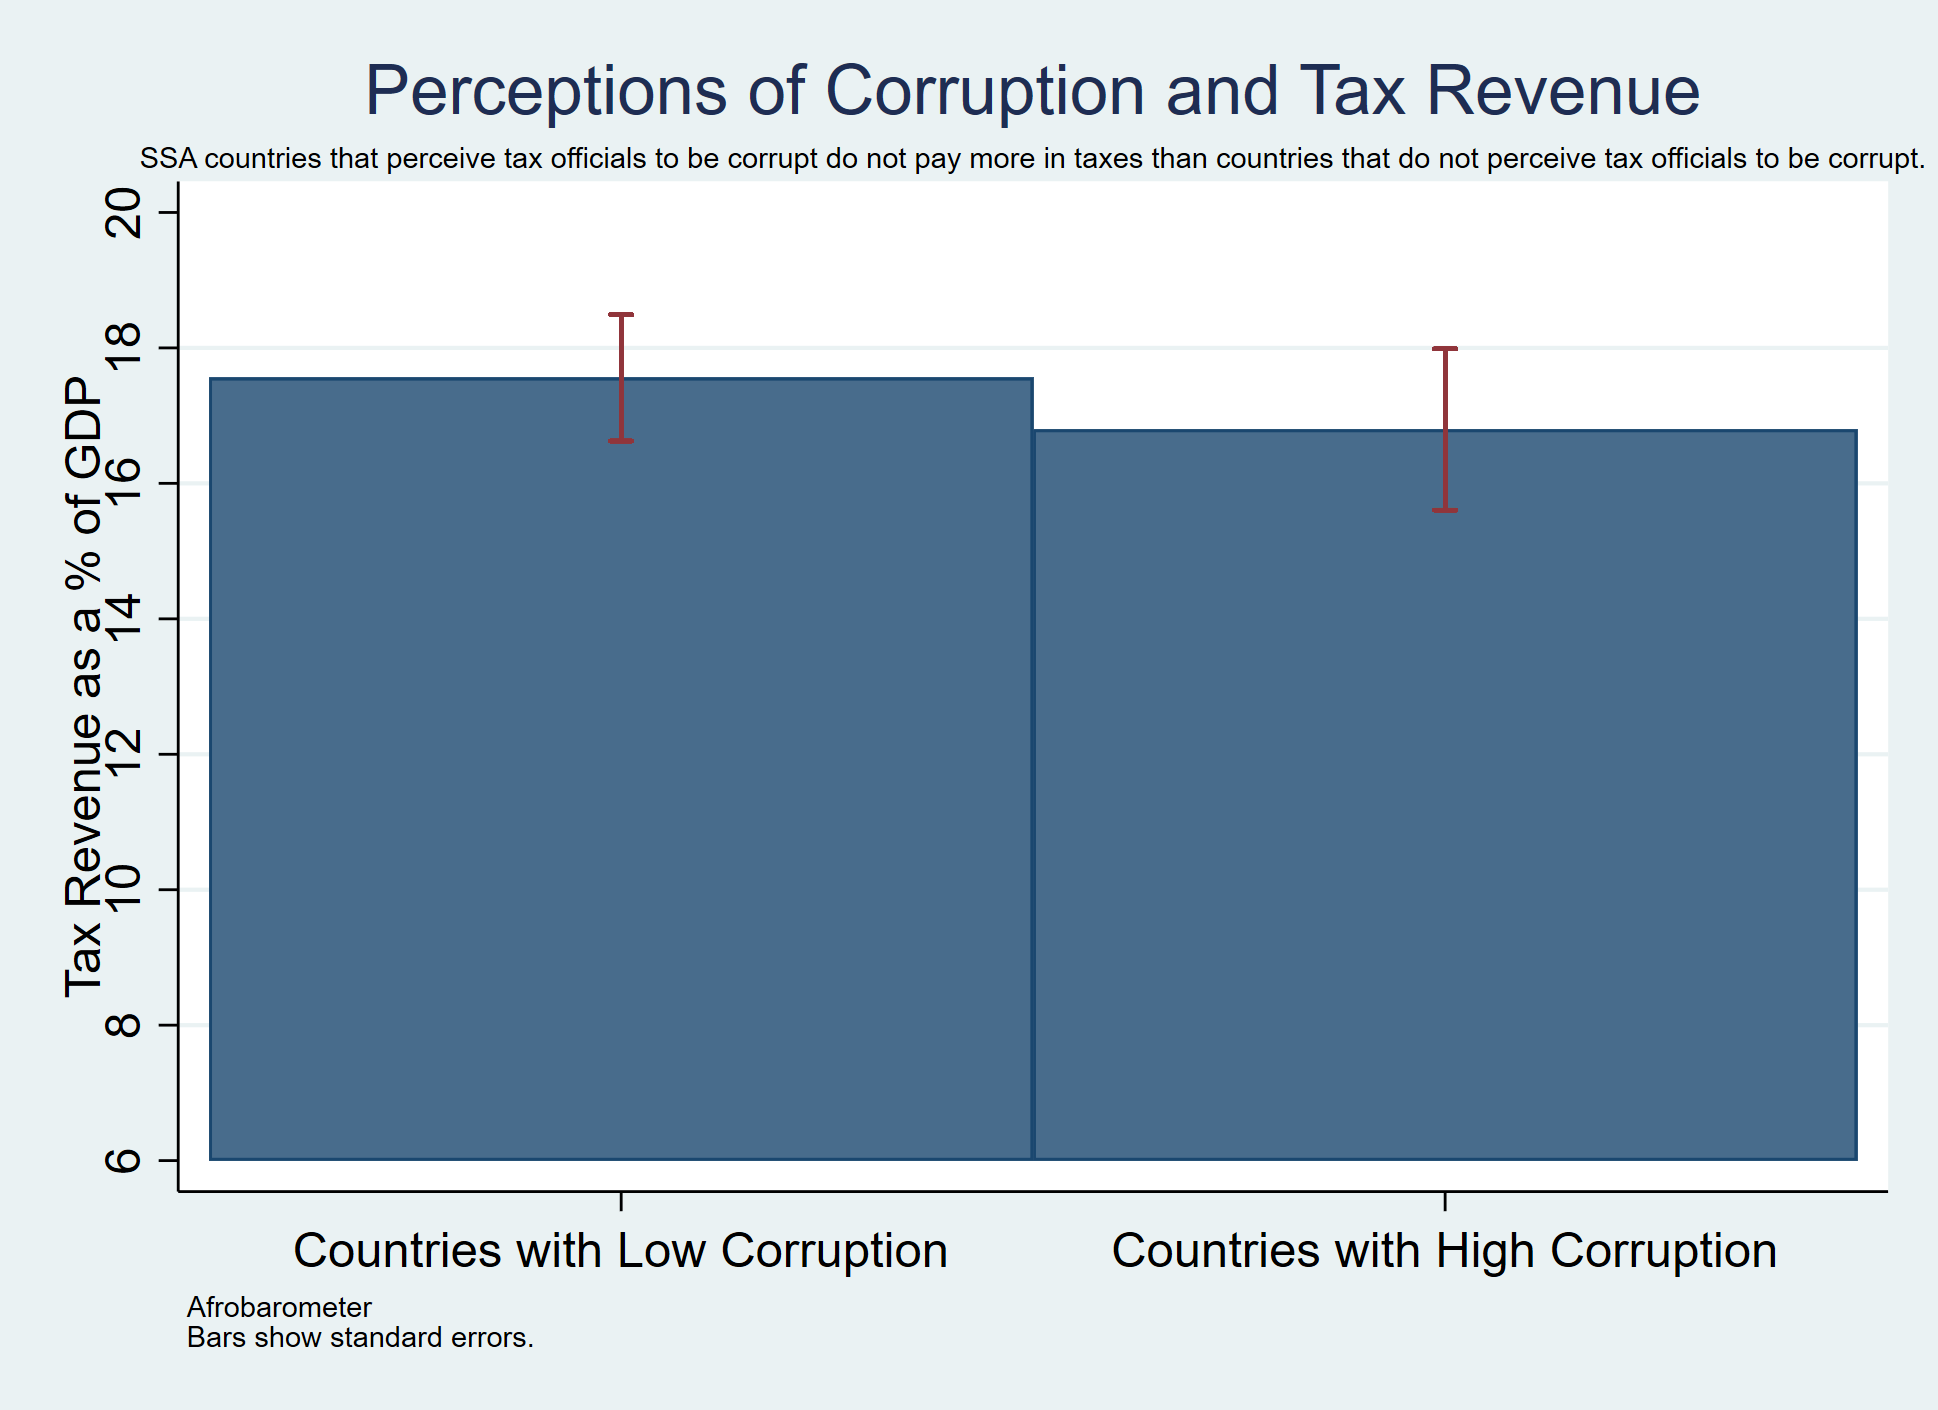 Perceptions of Corruption and Tax Revenue
SSA countries that perceive tax officials to be corrupt do not pay more in taxes than countries that do not perceive tax officials to be corrupt.
Tax Revenue as a % of GDP
20
18
16
14
12
10
8
6
Countries with Low Corruption
Countries with High Corruption
Afrobarometer
Bars show standard errors.